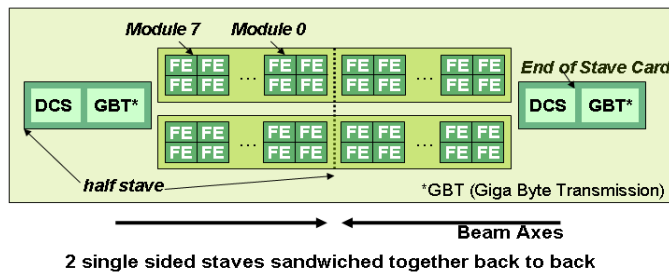 Module 7 Module 0
FE FE FE FE FE FE FE FE
... ...
FE FE FE FE FE FE FE FE
End of Stave Card
DCS GBT* DCS GBT*
FE FE FE FE FE FE FE FE
... ...
FE FE FE FE FE FE FE FE
half stave
*GBT (Giga Byte Transmission)
Beam Axes
2 single sided staves sandwiched together back to back